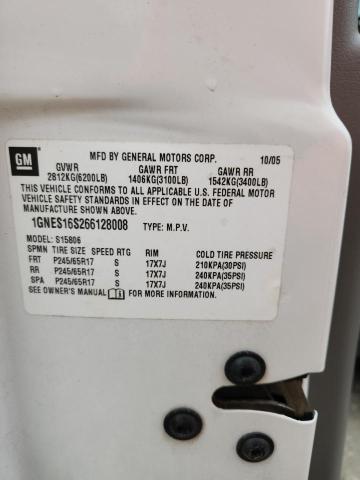 GM
MFD BY GENERAL MOTORS CORP. 10/05
GVWR GAWR FRT GAWR RR
2812KG(6200LB) 1406KG(3100LB) 1542KG(3400LB)
THIS VEHICLE CONFORMS TO ALL APPLICABLE U.S. FEDERAL MOTOR
VEHICLE SAFETY STANDARDS IN EFFECT ON THE DATE OF
MANUFACTURE SHOWN ABOVE.
1GNES16S266128008 TYPE: M.P.V.
MODEL: S15806
SPMN TIRE SIZE SPEED RTG RIM COLD TIRE PRESSURE
FRT P245/65R17 S 17X7J 210KPA(30PSI)
RR P245/65R17 S 17X7J 240KPA(35PSI)
SPA P245/65R17 S 17X7J 240KPA(35PSI)
SEE OWNER'S MANUAL FOR MORE INFORMATION.